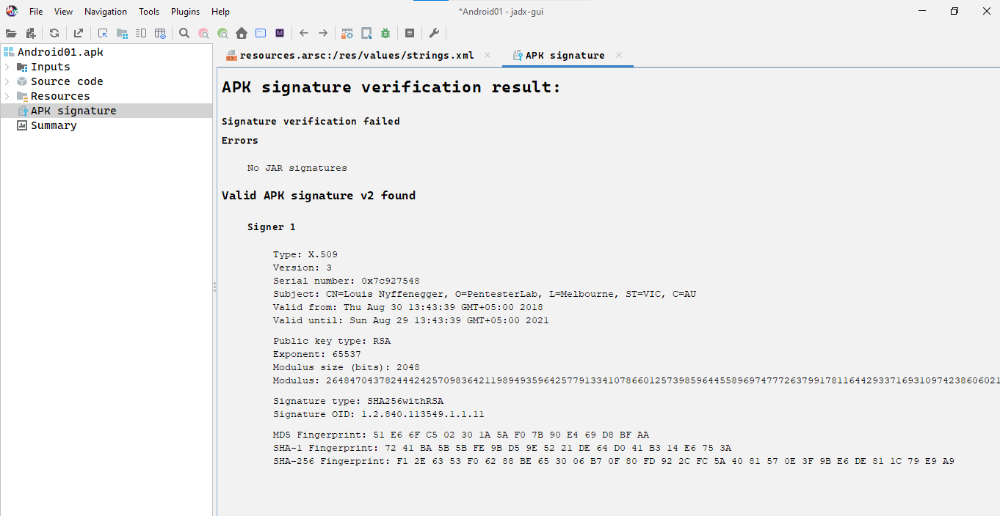 File View Navigation Tools Plugins Help
*Android01 - jadx-gui
Android01.apk
Inputs
Source code
Resources
APK signature
Summary
resources.arsc:/res/values/strings.xml
APK signature
APK signature verification result:
Signature verification failed
Errors
No JAR signatures
Valid APK signature v2 found
Signer 1
Type: X.509
Version: 3
Serial number: 0x7c927548
Subject: CN=Louis Nyffenegger, O=PentesterLab, L=Melbourne, ST=VIC, C=AU
Valid from: Thu Aug 30 13:43:39 GMT+05:00 2018
Valid until: Sun Aug 29 13:43:39 GMT+05:00 2021
Public key type: RSA
Exponent: 65537
Modulus size (bits): 2048
Modulus: 2648470437824442425709836421198949359642577913341078660125739859644558969747772637991781164429337169310974238606021
Signature type: SHA256withRSA
Signature OID: 1.2.840.113549.1.1.11
MD5 Fingerprint: 51 E6 6F C5 02 30 1A 5A F0 7B 90 E4 69 D8 BF AA
SHA-1 Fingerprint: 72 41 BA 5B 5B FE 9B D5 9E 52 21 DE 64 D0 41 B3 14 E6 75 3A
SHA-256 Fingerprint: F1 2E 63 53 F0 62 88 BE 65 30 06 B7 0F 80 FD 92 2C FC 5A 40 81 57 0E 3F 9B E6 DE 81 1C 79 E9 A9